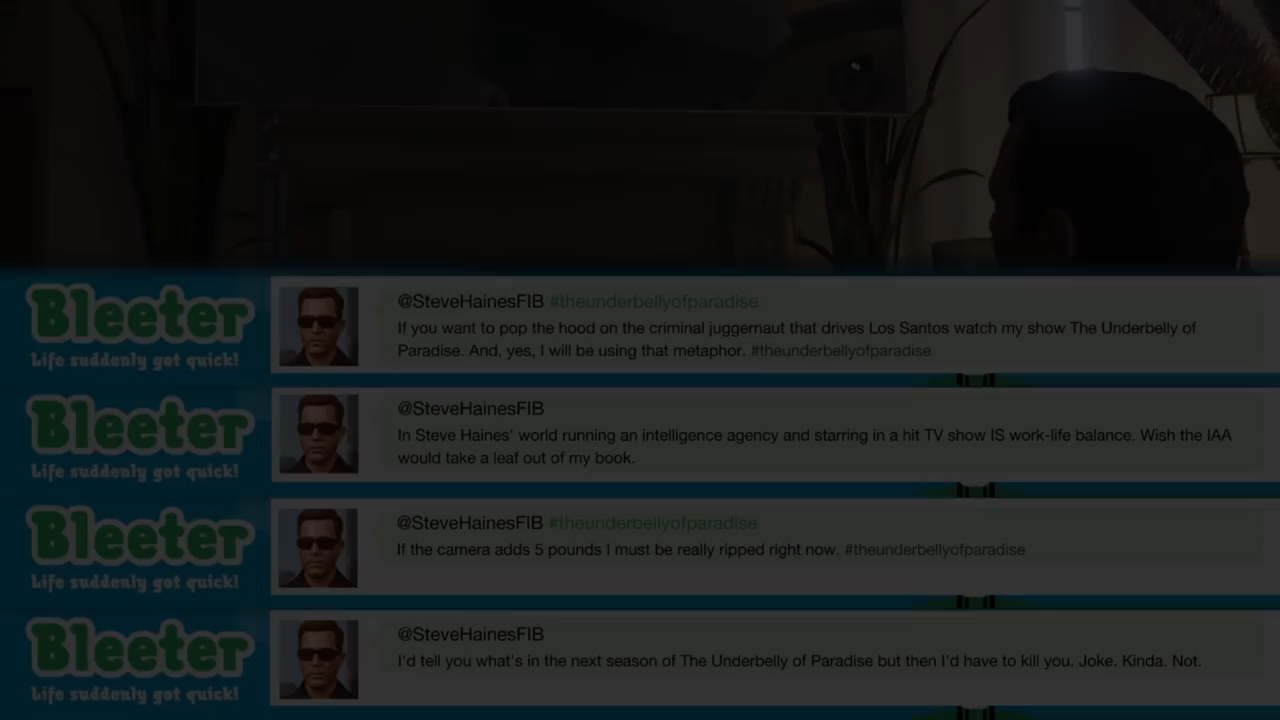 Bleeter
Life suddenly got quick!
@SteveHainesFIB #theunderbellyofparadise
If you want to pop the hood on the criminal juggernaut that drives Los Santos watch my show The Underbelly of
Paradise. And, yes, I will be using that metaphor. #theunderbellyofparadise
Bleeter
Life suddenly got quick!
@SteveHainesFIB
In Steve Haines' world running an intelligence agency and starring in a hit TV show IS work-life balance. Wish the IAA
would take a leaf out of my book.
Bleeter
Life suddenly got quick!
@SteveHainesFIB #theunderbellyofparadise
If the camera adds 5 pounds I must be really ripped right now. #theunderbellyofparadise
Bleeter
Life suddenly got quick!
@SteveHainesFIB
I'd tell you what's in the next season of The Underbelly of Paradise but then I'd have to kill you. Joke. Kinda. Not.